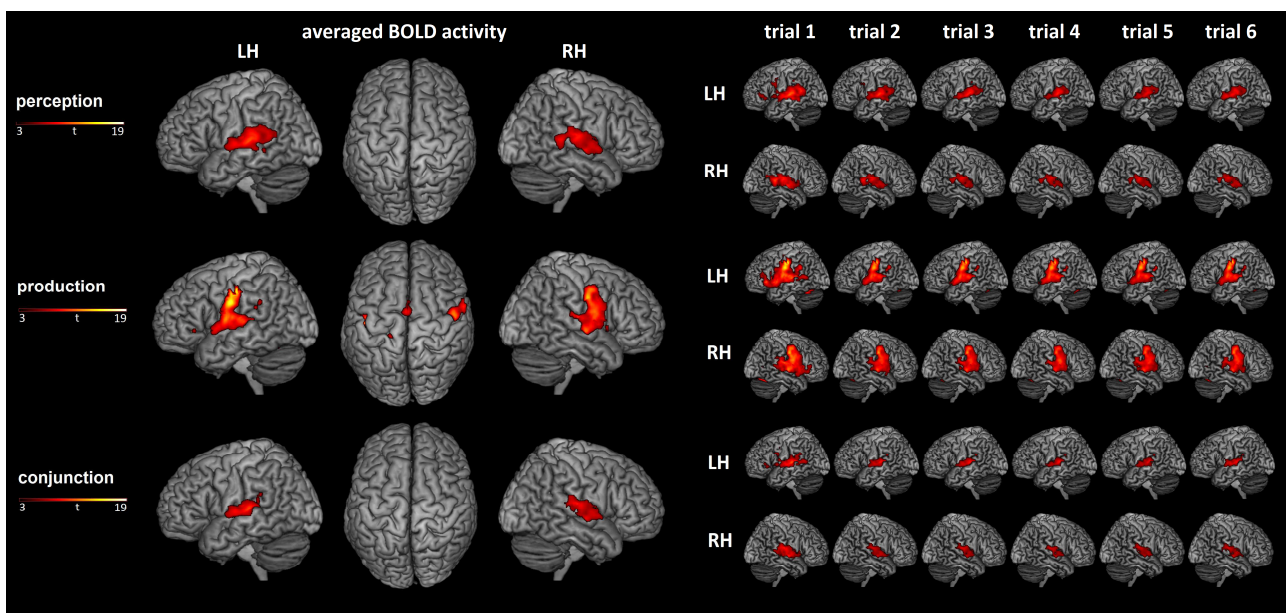 averaged BOLD activity
LH RH
trial 1 trial 2 trial 3 trial 4 trial 5 trial 6
perception
3 t 19
LH
RH
production
3 t 19
LH
RH
conjunction
3 t 19
LH
RH